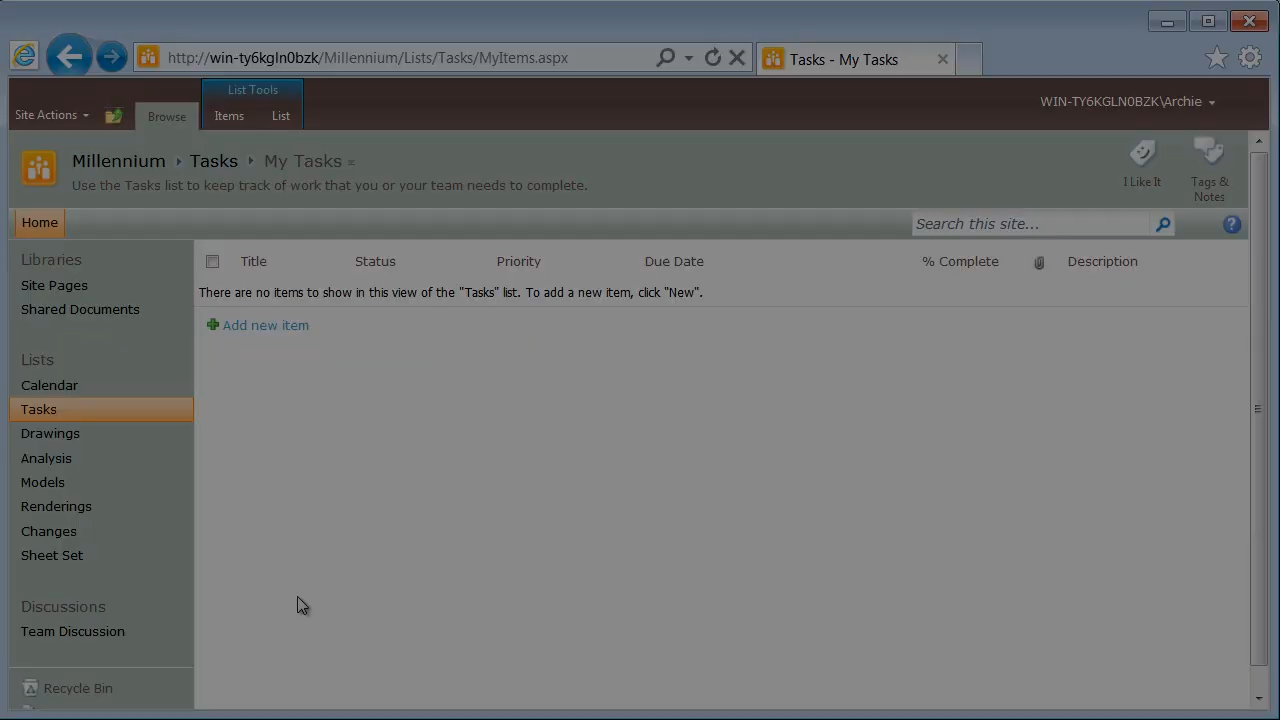 http://win-ty6kgln0bzk/Millennium/Lists/Tasks/MyItems.aspx
Tasks - My Tasks
List Tools
Site Actions
Browse
Items
List
WIN-TY6KGLN0BZK\Archie
Millennium Tasks My Tasks
Use the Tasks list to keep track of work that you or your team needs to complete.
I Like It
Tags &
Notes
Home
Search this site...
Libraries
Site Pages
Shared Documents
Lists
Calendar
Tasks
Drawings
Analysis
Models
Renderings
Changes
Sheet Set
Discussions
Team Discussion
Recycle Bin
Title Status Priority Due Date % Complete Description
There are no items to show in this view of the "Tasks" list. To add a new item, click "New".
Add new item